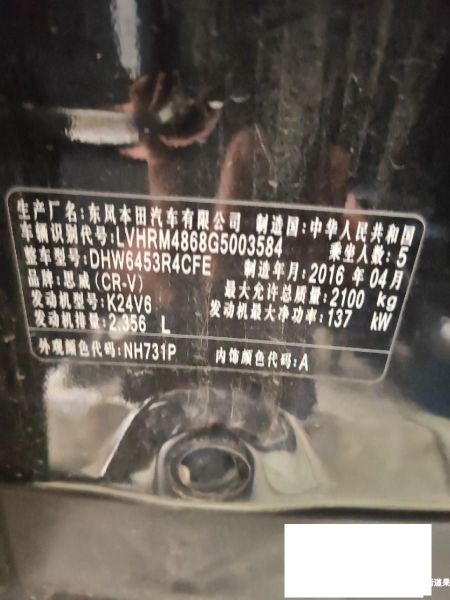 生产厂名:东风本田汽车有限公司 制造国:中华人民共和国
车辆识别代号:LVHRM4868G5003584 乘坐人数:5
整车型号:DHW6453R4CFE 制造年月:2016 年 04月
品牌:思威(CR-V) 最大允许总质量:2100 kg
发动机型号:K24V6 发动机最大净功率:137 kW
发动机排量:2.356 L
外观颜色代码:NH731P 内饰颜色代码:A
街道果